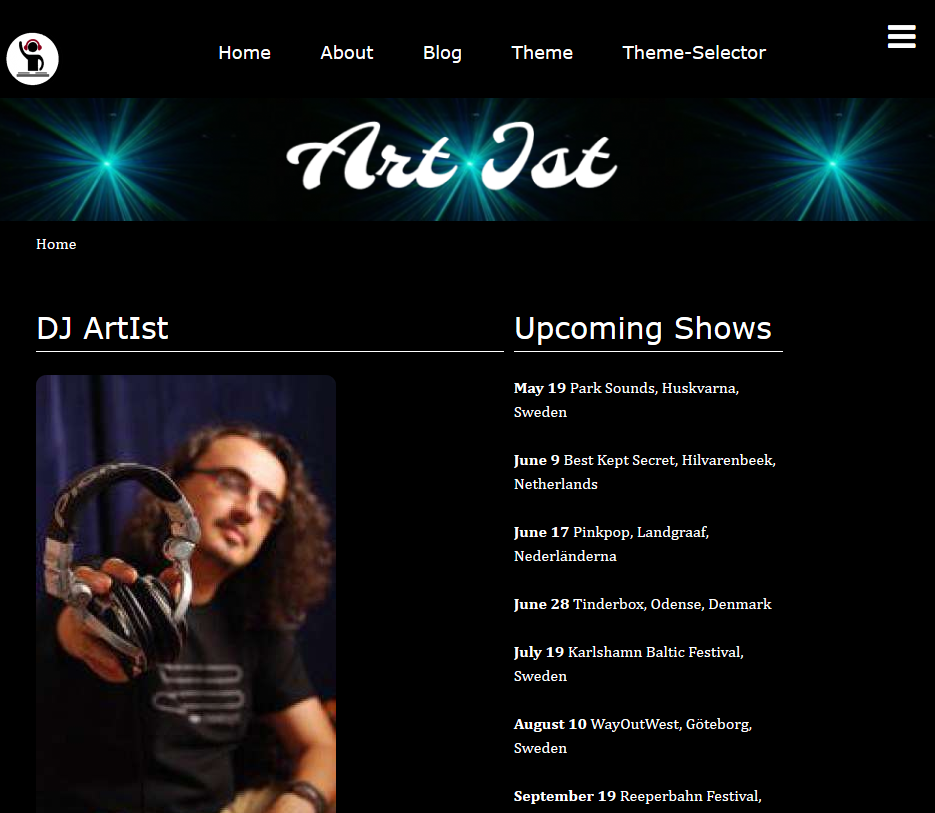 Home About Blog Theme Theme-Selector
Art Ist
Home
DJ ArtIst
Upcoming Shows
May 19 Park Sounds, Huskvarna,
Sweden
June 9 Best Kept Secret, Hilvarenbeek,
Netherlands
June 17 Pinkpop, Landgraaf,
Nederländerna
June 28 Tinderbox, Odense, Denmark
July 19 Karlshamn Baltic Festival,
Sweden
August 10 WayOutWest, Göteborg,
Sweden
September 19 Reeperbahn Festival,